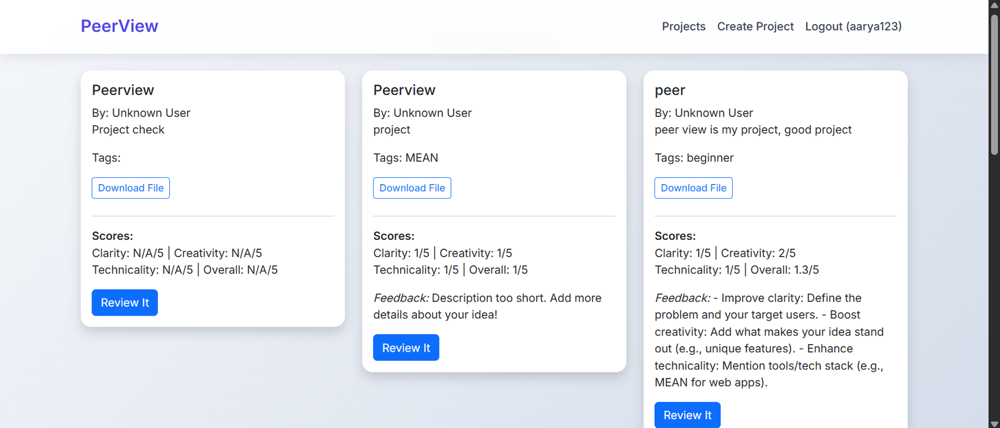 PeerView
Projects
Create Project
Logout (aarya123)
Peerview
By: Unknown User
Project check
Tags:
Download File
Scores:
Clarity: N/A/5 | Creativity: N/A/5
Technicality: N/A/5 | Overall: N/A/5
Review It
Peerview
By: Unknown User
project
Tags: MEAN
Download File
Scores:
Clarity: 1/5 | Creativity: 1/5
Technicality: 1/5 | Overall: 1/5
Feedback: Description too short. Add more
details about your idea!
Review It
peer
By: Unknown User
peer view is my project, good project
Tags: beginner
Download File
Scores:
Clarity: 1/5 | Creativity: 2/5
Technicality: 1/5 | Overall: 1.3/5
Feedback: - Improve clarity: Define the
problem and your target users. - Boost
creativity: Add what makes your idea stand
out (e.g., unique features). - Enhance
technicality: Mention tools/tech stack (e.g.,
MEAN for web apps).
Review It